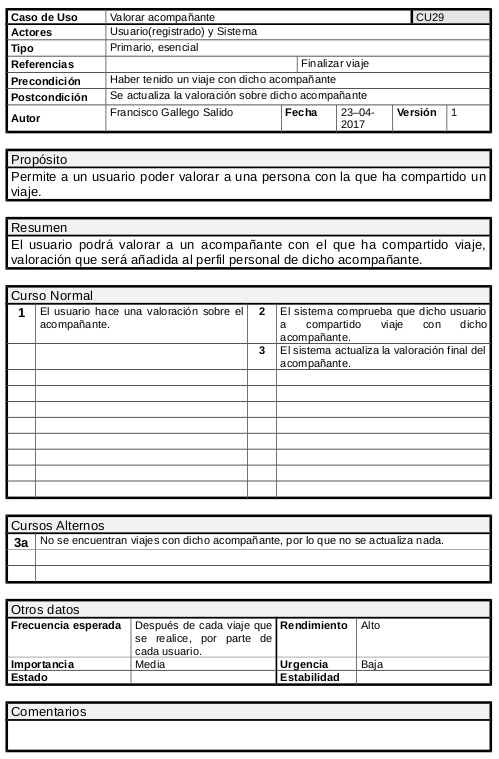 Caso de Uso Valorar acompañante CU29
Actores Usuario(registrado) y Sistema
Tipo Primario, esencial
Referencias Finalizar viaje
Precondición Haber tenido un viaje con dicho acompañante
Postcondición Se actualiza la valoración sobre dicho acompañante
Autor Francisco Gallego Salido Fecha 23–04-
2017 Versión 1
Propósito
Permite a un usuario poder valorar a una persona con la que ha compartido un
viaje.
Resumen
El usuario podrá valorar a un acompañante con el que ha compartido viaje,
valoración que será añadida al perfil personal de dicho acompañante.
Curso Normal
1 El usuario hace una valoración sobre el
acompañante.
2 El sistema comprueba que dicho usuario
a compartido viaje con dicho
acompañante.
3 El sistema actualiza la valoración final del
acompañante.
Cursos Alternos
3a No se encuentran viajes con dicho acompañante, por lo que no se actualiza nada.
Otros datos
Frecuencia esperada Después de cada viaje que
se realice, por parte de
cada usuario.
Rendimiento Alto
Importancia Media Urgencia Baja
Estado Estabilidad
Comentarios